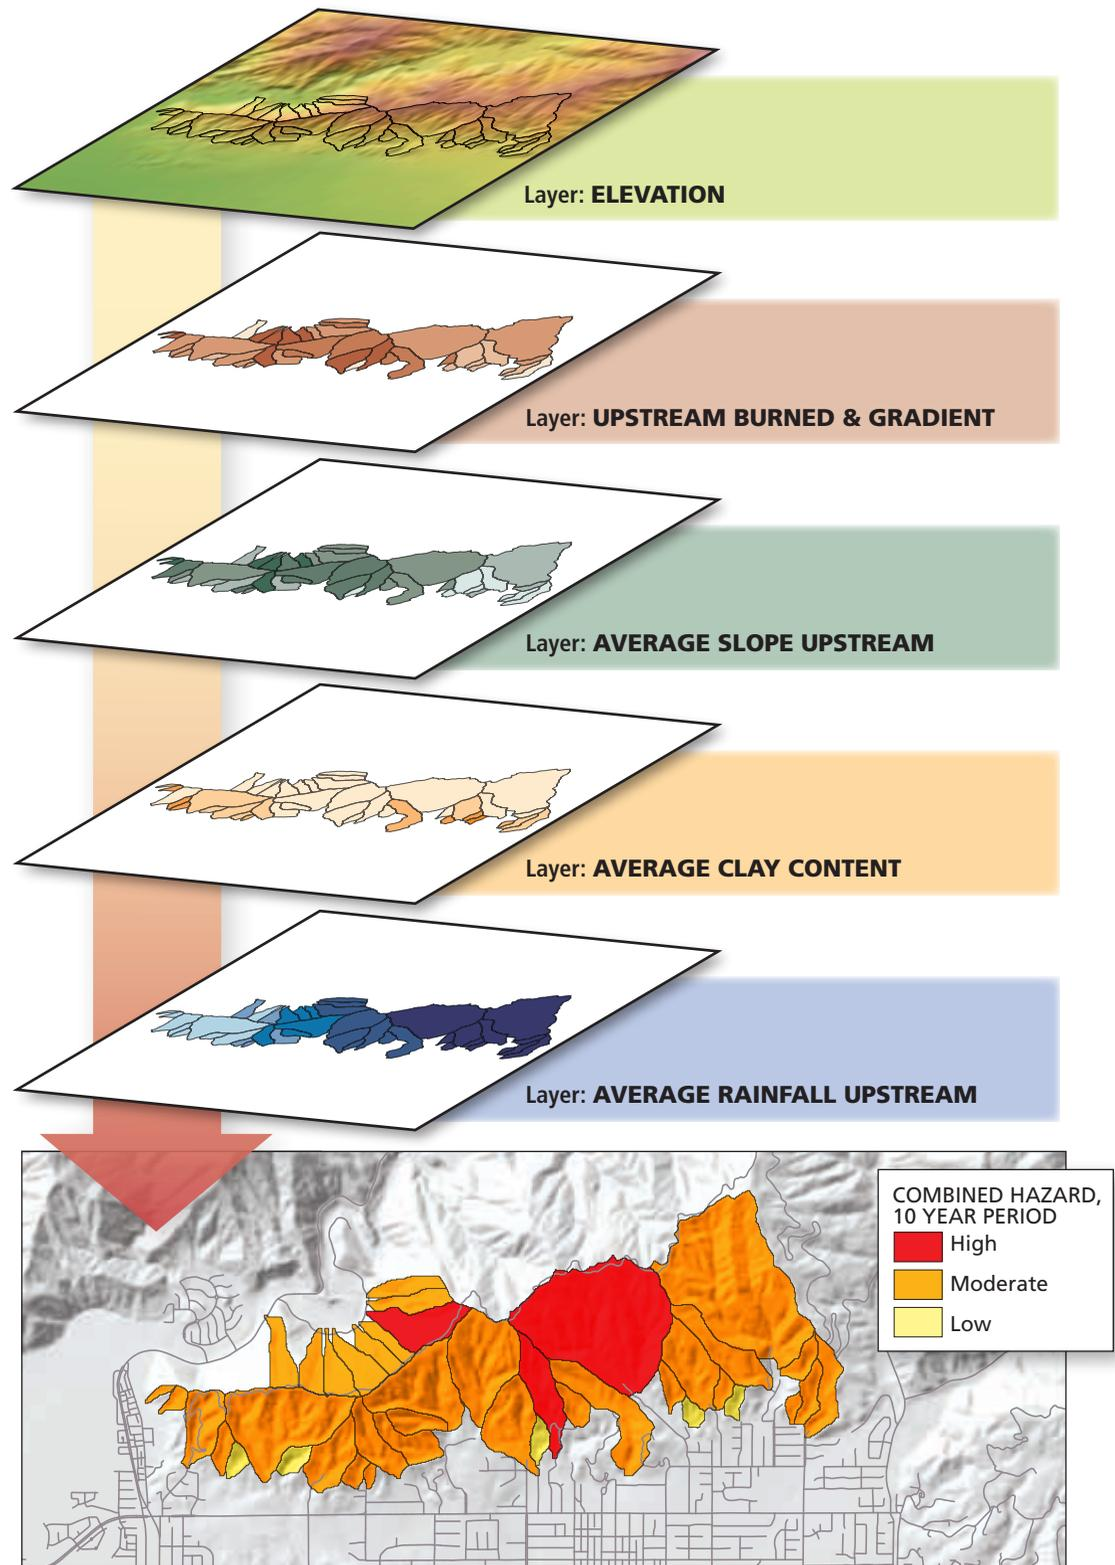 Layer: ELEVATION
Layer: UPSTREAM BURNED & GRADIENT
Layer: AVERAGE SLOPE UPSTREAM
Layer: AVERAGE CLAY CONTENT
Layer: AVERAGE RAINFALL UPSTREAM
COMBINED HAZARD,
10 YEAR PERIOD
High
Moderate
Low